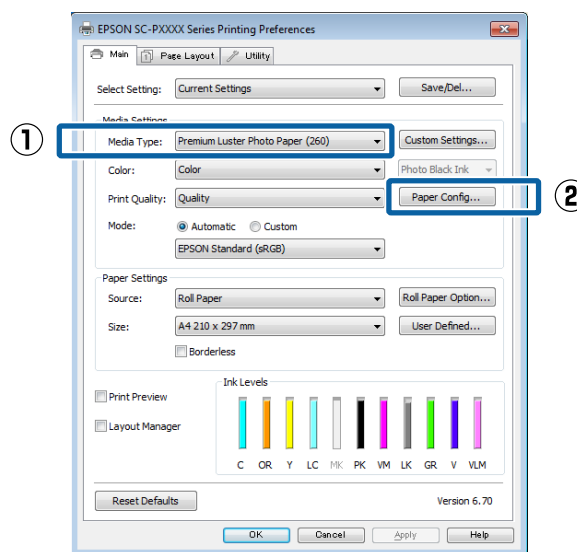 EPSON SC-PXXXX Series Printing Preferences
Main Page Layout Utility
Select Setting: Current Settings Save/Del...
Media Settings
① Media Type: Premium Luster Photo Paper (260) Custom Settings...
Color: Color Photo Black Ink
Print Quality: Quality Paper Config... ②
Mode: Automatic Custom
EPSON Standard (sRGB)
Paper Settings
Source: Roll Paper Roll Paper Option...
Size: A4 210 x 297 mm User Defined...
Borderless
Ink Levels
Print Preview
Layout Manager
C OR Y LC MK PK VM LK GR V VLM
Reset Defaults Version 6.70
OK Cancel Apply Help